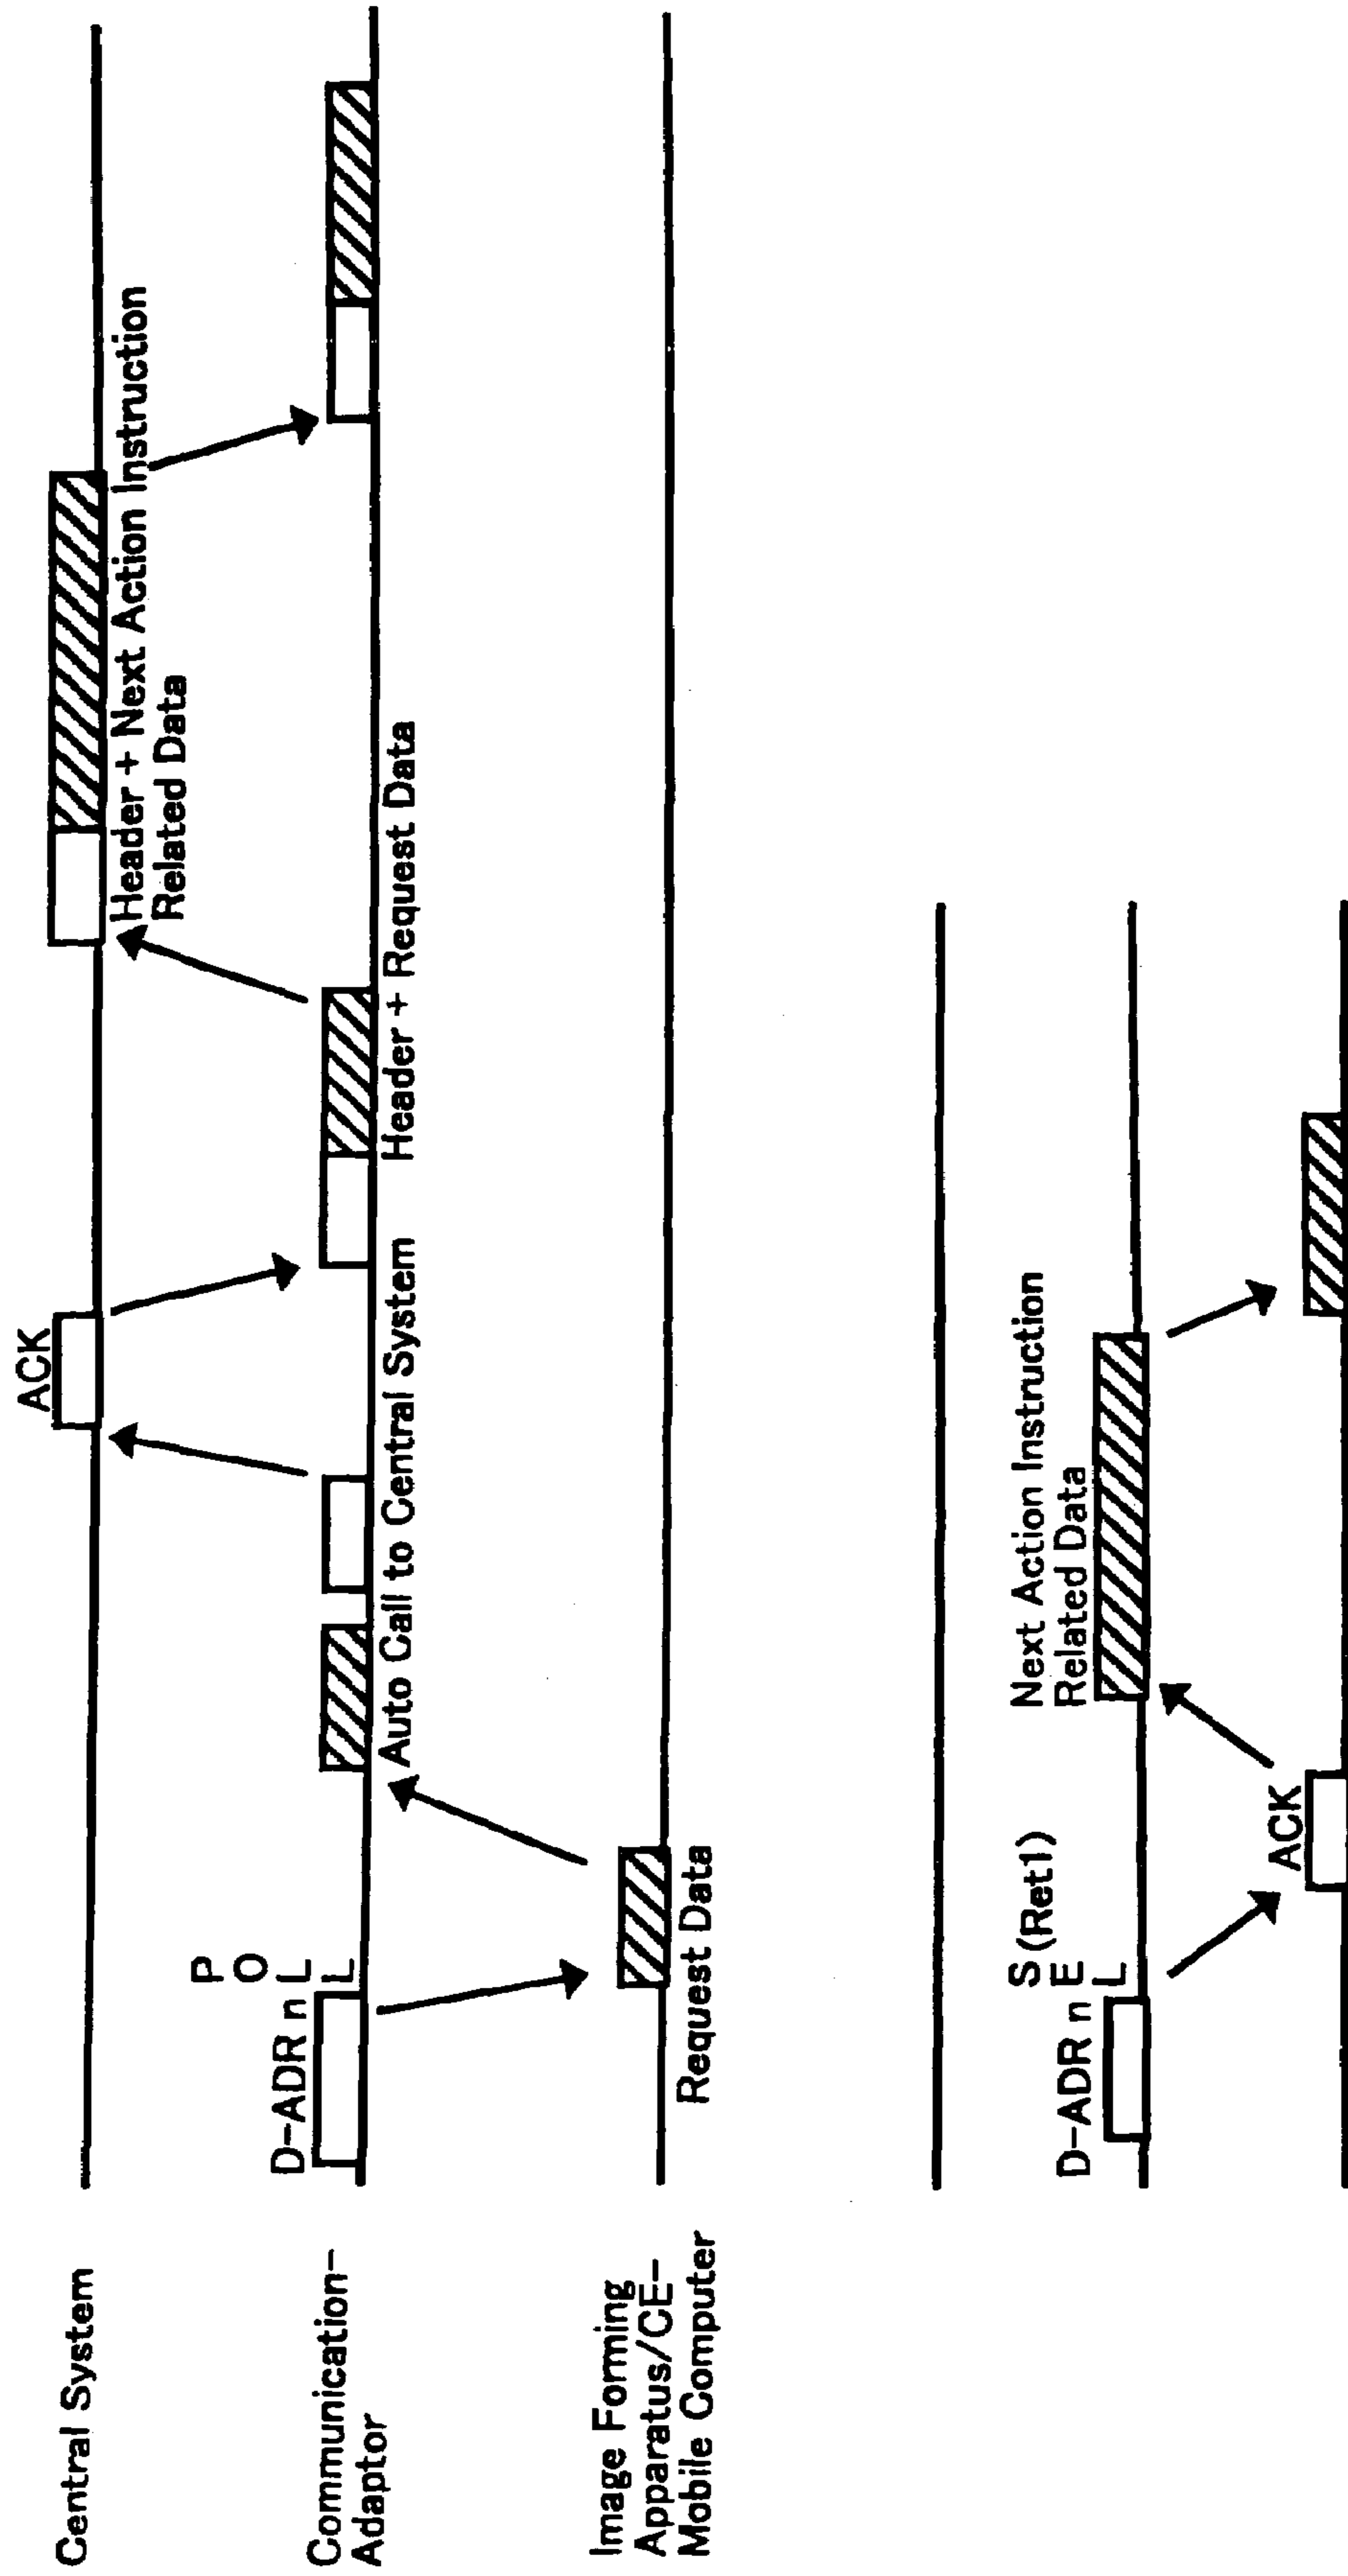 Central System
ACK
Header + Next Action Instruction
Related Data
Communication-
Adaptor
D-ADR n
P
O
L
L
Auto Call to Central System
Header + Request Data
Image Forming
Apparatus/CE-
Mobile Computer
Request Data
D-ADR n
S (Ret1)
E
L
Next Action Instruction
Related Data
ACK